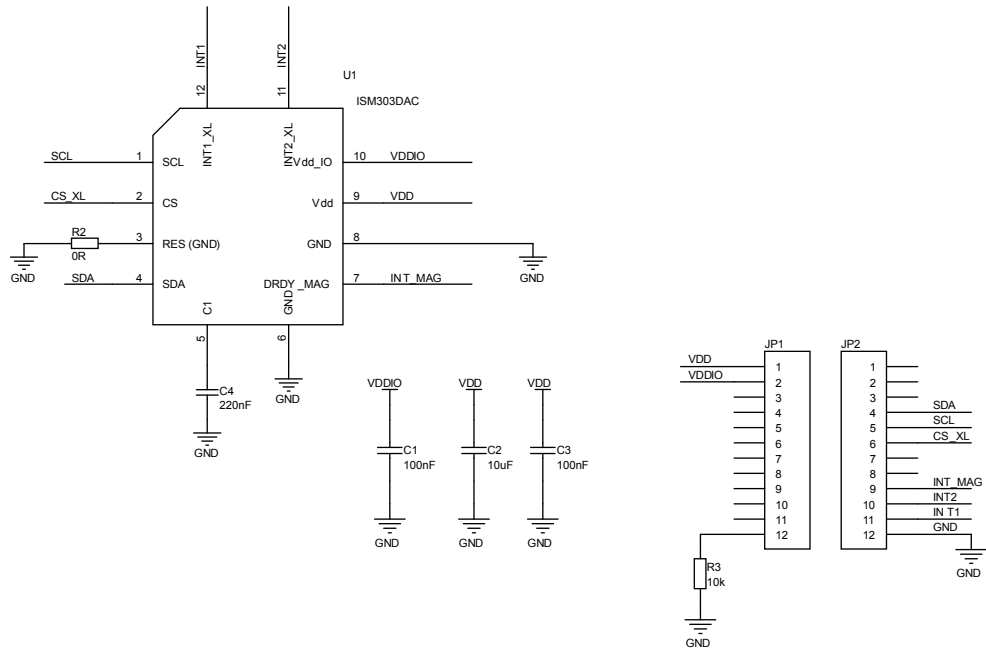 INT1
INT2
12
11
U1
ISM303DAC
INT1_XL
INT2_XL
SCL 1 SCL Vdd_IO 10 VDDIO
CS_XL 2 CS Vdd 9 VDD
R2
0R
3 RES (GND) GND 8
GND
GND
SDA 4 SDA DRDY _MAG 7 INT_MAG
C1
GND
5
6
C4
220nF
GND
GND
VDDIO VDD VDD
C1 C2 C3
100nF 10uF 100nF
GND GND GND
JP1 JP2
VDD 1 1
VDDIO 2 2
3 3
4 4 SDA
5 5 SCL
6 6 CS_XL
7 7
8 8
9 9 INT_MAG
10 10 INT2
11 11 IN T1
12 12 GND
R3
10k
GND
GND